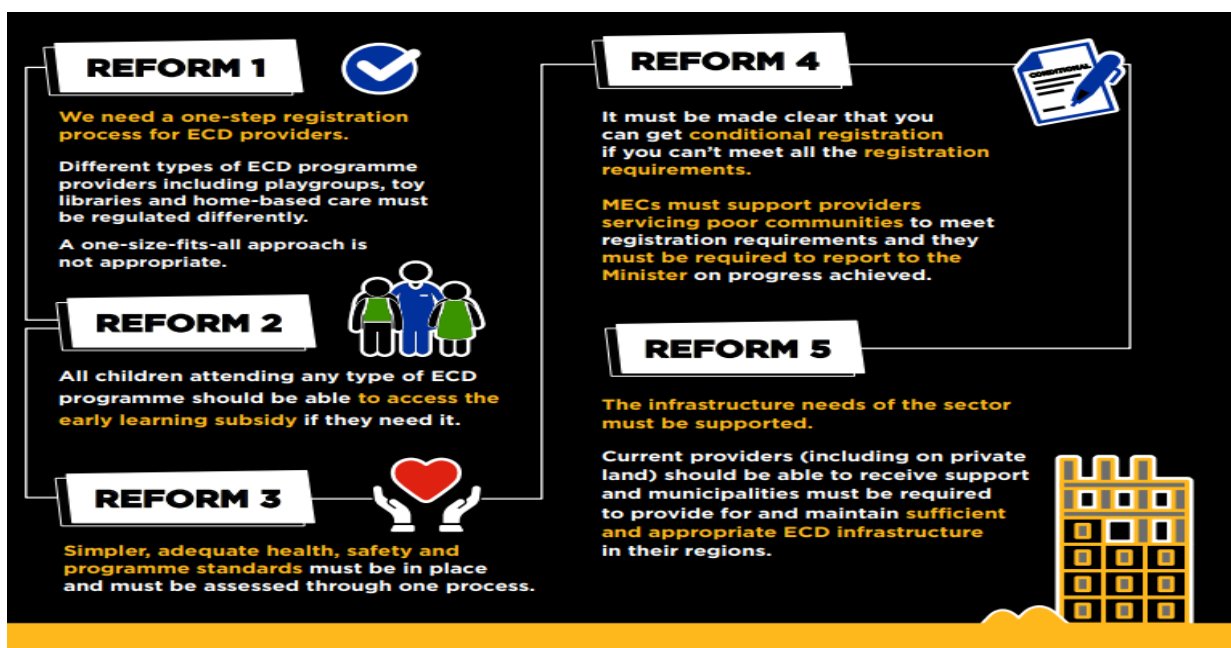 REFORM 1
We need a one-step registration
process for ECD providers.
Different types of ECD programme
providers including playgroups, toy
libraries and home-based care must
be regulated differently.
A one-size-fits-all approach is
not appropriate.
REFORM 2
All children attending any type of ECD
programme should be able to access the
early learning subsidy if they need it.
REFORM 3
Simpler, adequate health, safety and
programme standards must be in place
and must be assessed through one process.
REFORM 4
CONDITIONAL
It must be made clear that you
can get conditional registration
if you can't meet all the registration
requirements.
MECs must support providers
servicing poor communities to meet
registration requirements and they
must be required to report to the
Minister on progress achieved.
REFORM 5
The infrastructure needs of the sector
must be supported.
Current providers (including on private
land) should be able to receive support
and municipalities must be required
to provide for and maintain sufficient
and appropriate ECD infrastructure
in their regions.